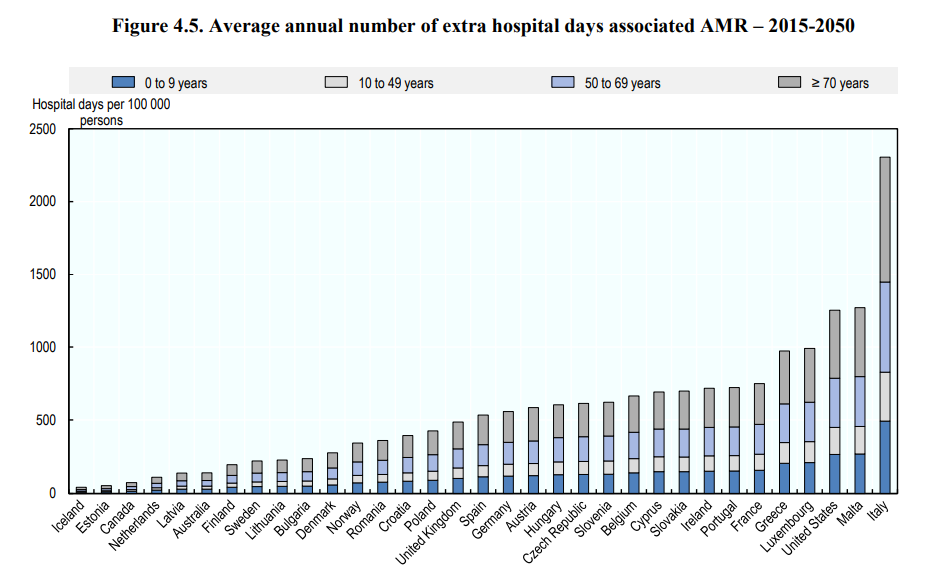 Figure 4.5. Average annual number of extra hospital days associated AMR – 2015-2050
0 to 9 years
10 to 49 years
50 to 69 years
≥ 70 years
Hospital days per 100 000
persons
2500
2000
1500
1000
500
0
Iceland
Estonia
Canada
Netherlands
Latvia
Australia
Finland
Sweden
Lithuania
Bulgaria
Denmark
Norway
Romania
Croatia
Poland
United Kingdom
Spain
Germany
Austria
Hungary
Czech Republic
Slovenia
Belgium
Cyprus
Slovakia
Ireland
Portugal
France
Greece
Luxembourg
United States
Malta
Italy